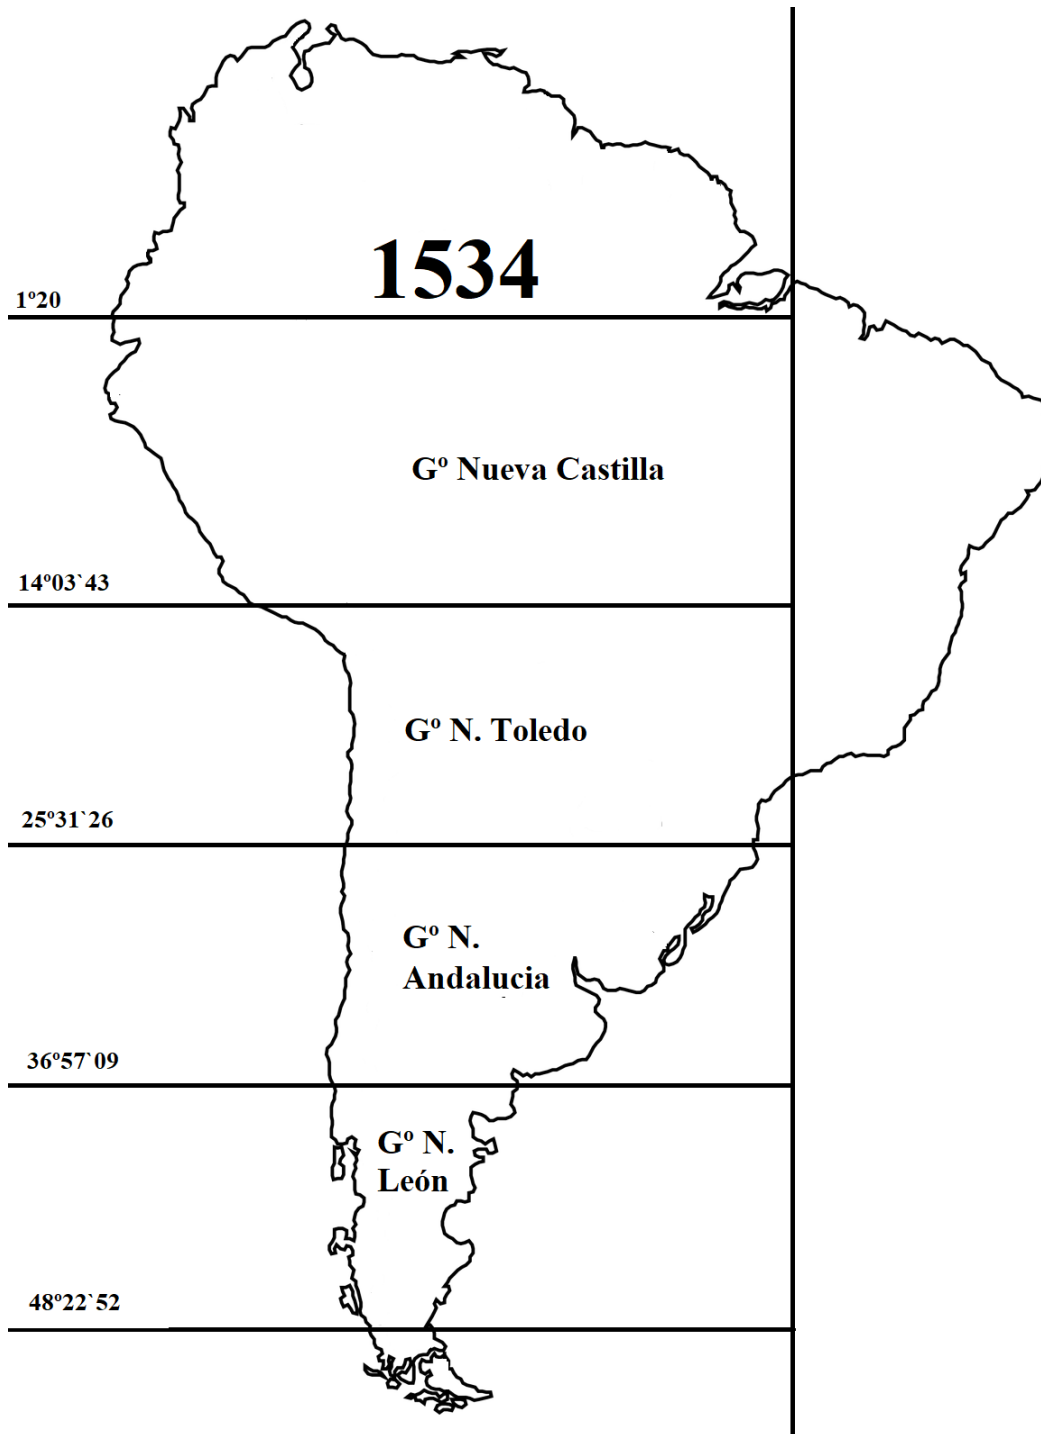 1534
1º20
Gº Nueva Castilla
14º03`43
Gº N. Toledo
25º31`26
Gº N.
Andalucia
36º57`09
Gº N.
León
48º22`52